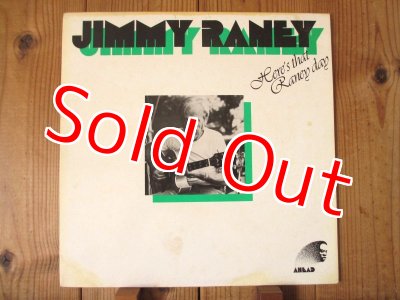 JIMMY RANEY
Here's that
Raney day
Sold Out
AHEAD